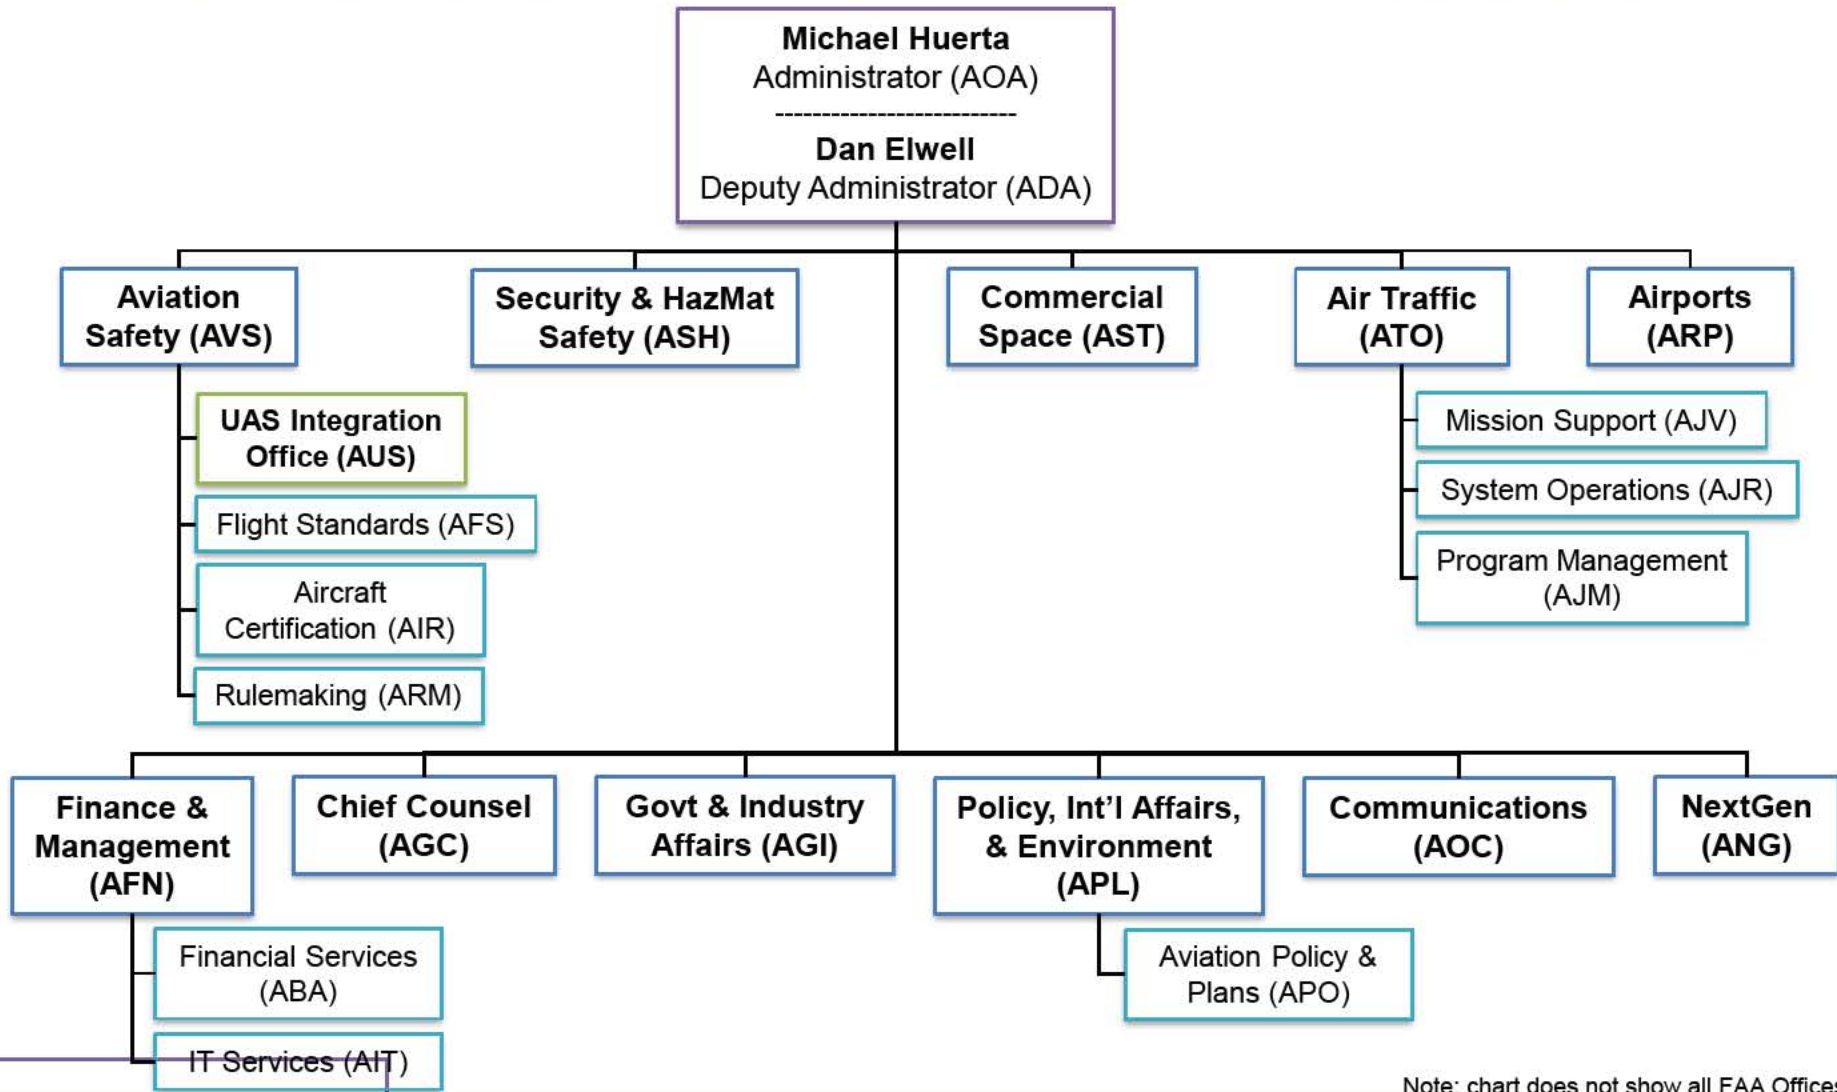 Michael Huerta
Administrator (AOA)
--------------------------
Dan Elwell
Deputy Administrator (ADA)
Aviation
Safety (AVS)
Security & HazMat
Safety (ASH)
Commercial
Space (AST)
Air Traffic
(ATO)
Airports
(ARP)
UAS Integration
Office (AUS)
Flight Standards (AFS)
Aircraft
Certification (AIR)
Rulemaking (ARM)
Mission Support (AJV)
System Operations (AJR)
Program Management
(AJM)
Finance &
Management
(AFN)
Chief Counsel
(AGC)
Govt & Industry
Affairs (AGI)
Policy, Int’l Affairs,
& Environment
(APL)
Communications
(AOC)
NextGen
(ANG)
Financial Services
(ABA)
IT Services (AIT)
Aviation Policy &
Plans (APO)
Note: chart does not show all FAA Offices